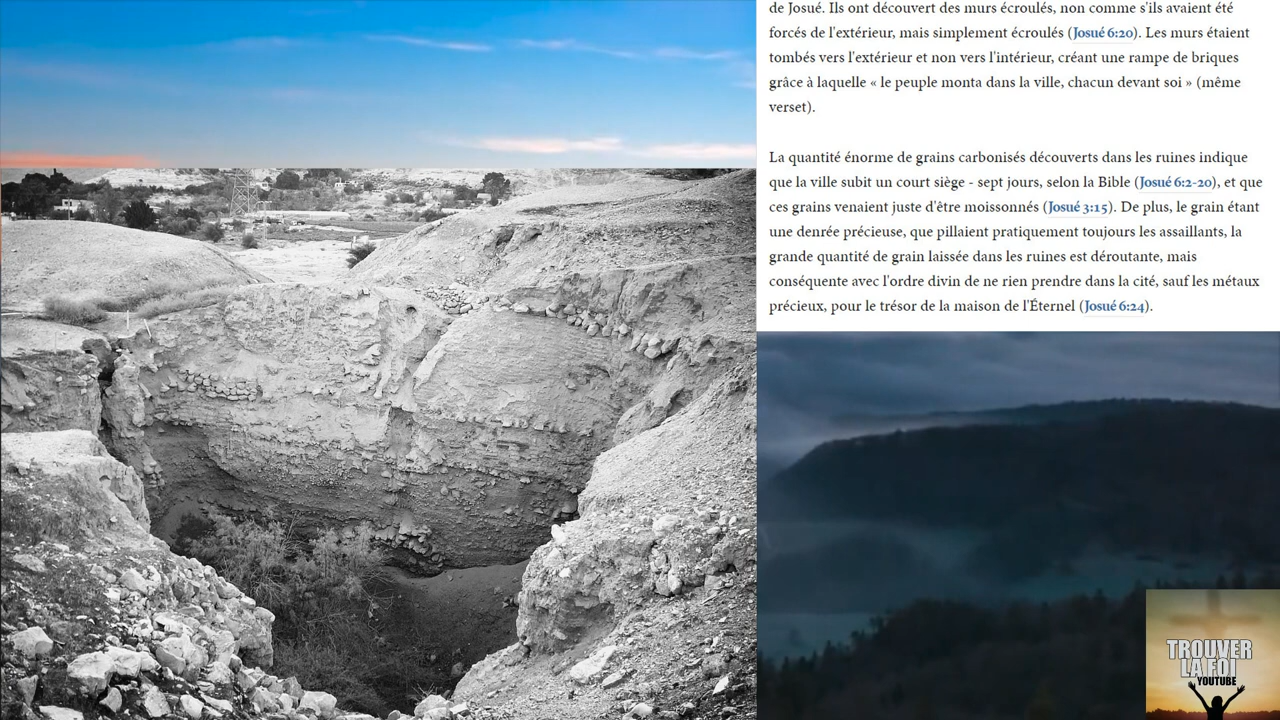 de Josué. Ils ont découvert des murs écroulés, non comme s'ils avaient été
forcés de l'extérieur, mais simplement écroulés (Josué 6:20). Les murs étaient
tombés vers l'extérieur et non vers l'intérieur, créant une rampe de briques
grâce à laquelle « le peuple monta dans la ville, chacun devant soi » (même
verset).
La quantité énorme de grains carbonisés découverts dans les ruines indique
que la ville subit un court siège - sept jours, selon la Bible (Josué 6:2-20), et que
ces grains venaient juste d'être moissonnés (Josué 3:15). De plus, le grain étant
une denrée précieuse, que pillaient pratiquement toujours les assaillants, la
grande quantité de grain laissée dans les ruines est déroutante, mais
conséquente avec l'ordre divin de ne rien prendre dans la cité, sauf les métaux
précieux, pour le trésor de la maison de l'Éternel (Josué 6:24).
TROUVER
LA FOI
YOUTUBE